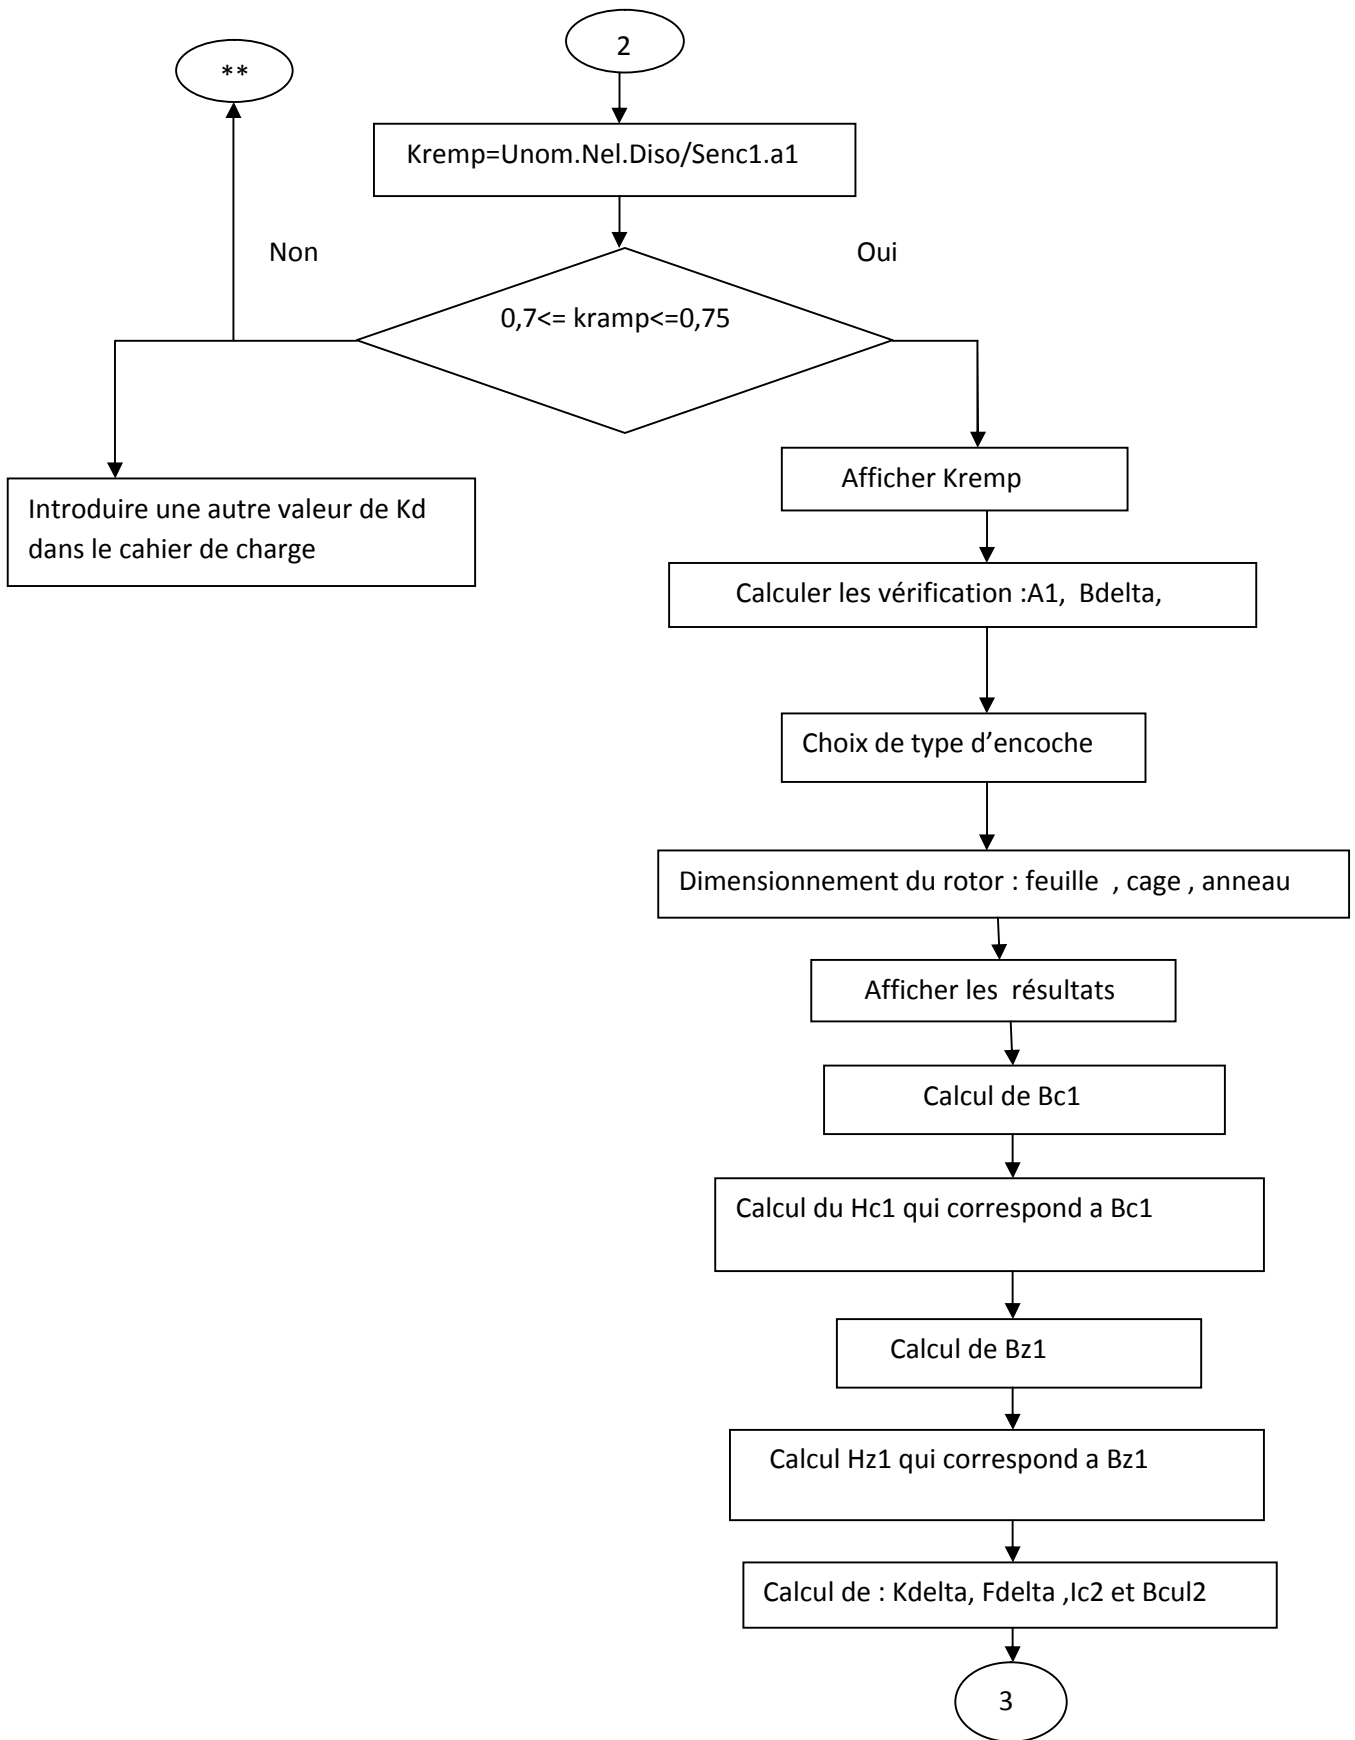 2
**
Kremp=Unom.Nel.Diso/Senc1.a1
Non
Oui
0,7<= kramp<=0,75
Afficher Kremp
Introduire une autre valeur de Kd
dans le cahier de charge
Calculer les vérification :A1, Bdelta,
Choix de type d’encoche
Dimensionnement du rotor : feuille , cage , anneau
Afficher les résultats
Calcul de Bc1
Calcul du Hc1 qui correspond a Bc1
Calcul de Bz1
Calcul Hz1 qui correspond a Bz1
Calcul de : Kdelta, Fdelta ,Ic2 et Bcul2
3